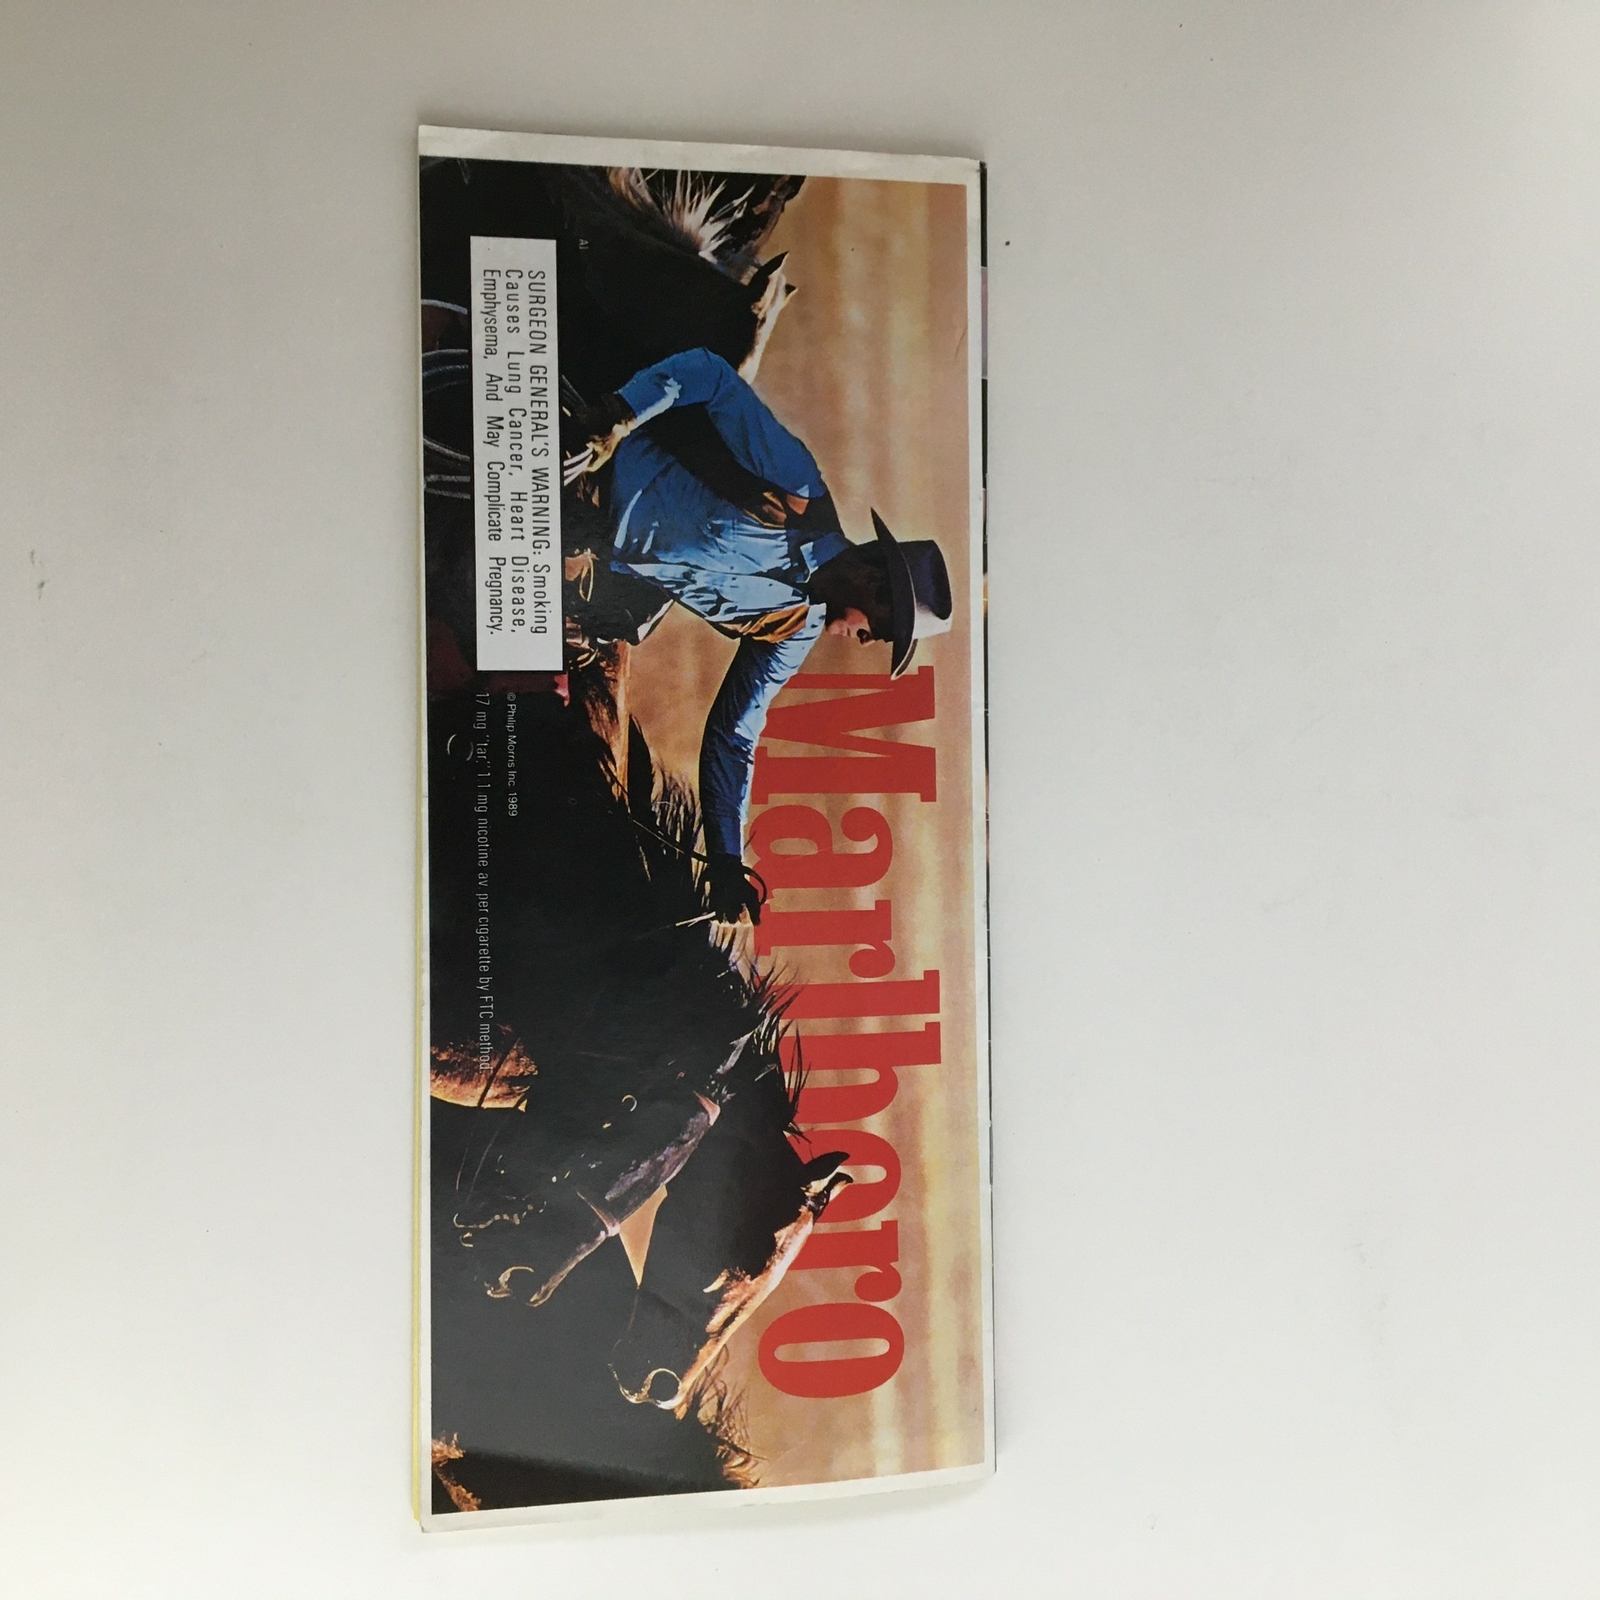 Marlboro
AI
SURGEON GENERAL'S WARNING: Smoking
Causes Lung Cancer, Heart Disease,
Emphysema, And May Complicate Pregnancy.
© Philip Morris Inc. 1989
17 mg "tar," 1.1 mg nicotine av. per cigarette by FTC method.